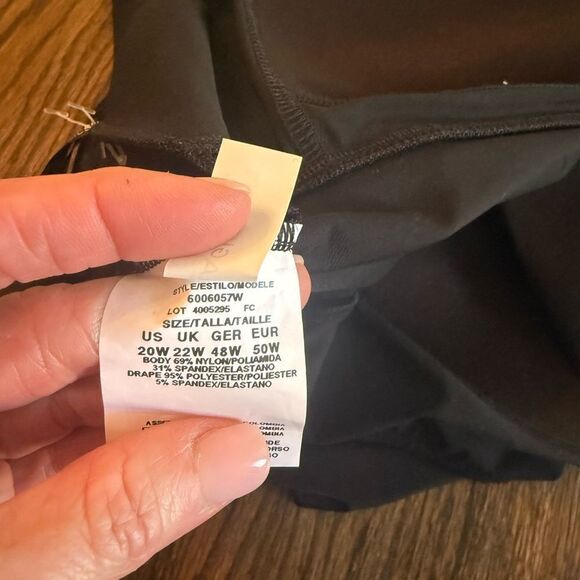 STYLE/ESTILO/MODELE
6006057W
LOT 4005295 FC
SIZE/TALLA/TAILLE
US UK GER EUR
20W 22W 48W 50W
BODY 69% NYLON/POLIAMIDA
31% SPANDEX/ELASTANO
DRAPE 95% POLYESTER/POLIESTER
5% SPANDEX/ELASTANO